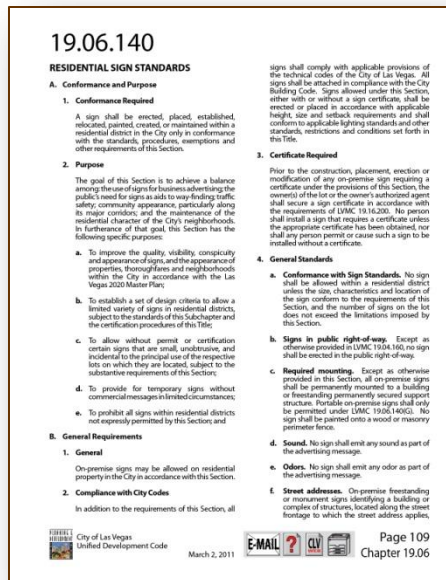 19.06.140
RESIDENTIAL SIGN STANDARDS
A. Conformance and Purpose
1. Conformance Required
A sign shall be erected, placed, established,
relocated, painted, created, or maintained within a
residential district in the City only in conformance
with the standards, procedures, exemptions and
other requirements of this Section.
2. Purpose
The goal of this Section is to achieve a balance
among: the use of signs for business advertising; the
public's need for signs as aids to way-finding; traffic
safety; community appearance, particularly along
its major corridors; and the maintenance of the
residential character of the City's neighborhoods.
In furtherance of that goal, this Section has the
following specific purposes:
a. To improve the quality, visibility, conspicuity
and appearance of signs, and the appearance of
properties, thoroughfares and neighborhoods
within the City in accordance with the Las
Vegas 2020 Master Plan;
b. To establish a set of design criteria to allow a
limited variety of signs in residential districts,
subject to the standards of this Subchapter and
the certification procedures of this Title;
c. To allow without permit or certification
certain signs that are small, unobtrusive, and
incidental to the principal use of the respective
lots on which they are located, subject to the
substantive requirements of this Section;
d. To provide for temporary signs without
commercial messages in limited circumstances;
e. To prohibit all signs within residential districts
not expressly permitted by this Section; and
B. General Requirements
1. General
On-premise signs may be allowed on residential
property in the City in accordance with this Section.
2. Compliance with City Codes
In addition to the requirements of this Section, all
signs shall comply with applicable provisions of
the technical codes of the City of Las Vegas. All
signs shall be attached in compliance with the City
Building Code. Signs allowed under this Section,
either with or without a sign certificate, shall be
erected or placed in accordance with applicable
height, size and setback requirements and shall
conform to applicable lighting standards and other
standards, restrictions and conditions set forth in
this Title.
3. Certificate Required
Prior to the construction, placement, erection or
modification of any on-premise sign requiring a
certificate under the provisions of this Section, the
owner(s) of the lot or the owner's authorized agent
shall secure a sign certificate in accordance with
the requirements of LVMC 19.16.200. No person
shall install a sign that requires a certificate unless
the appropriate certificate has been obtained, nor
shall any person permit or cause such a sign to be
installed without a certificate.
4. General Standards
a. Conformance with Sign Standards. No sign
shall be allowed within a residential district
unless the size, characteristics and location of
the sign conform to the requirements of this
Section, and the number of signs on the lot
does not exceed the limitations imposed by
this Section.
b. Signs in public right-of-way. Except as
otherwise provided in LVMC 19.04.160, no sign
shall be erected in the public right-of-way.
c. Required mounting. Except as otherwise
provided in this Section, all on-premise signs
shall be permanently mounted to a building
or freestanding permanently secured support
structure. Portable on-premise signs shall only
be permitted under LVMC 19.06.140(G). No
sign shall be painted onto a wood or masonry
perimeter fence.
d. Sound. No sign shall emit any sound as part of
the advertising message.
e. Odors. No sign shall emit any odor as part of
the advertising message.
f. Street addresses. On-premise freestanding
or monument signs identifying a building or
complex of structures, located along the street
frontage to which the street address applies,
City of Las Vegas
Unified Development Code
March 2, 2011
E-MAIL
?
CLV
Page 109
Chapter 19.06